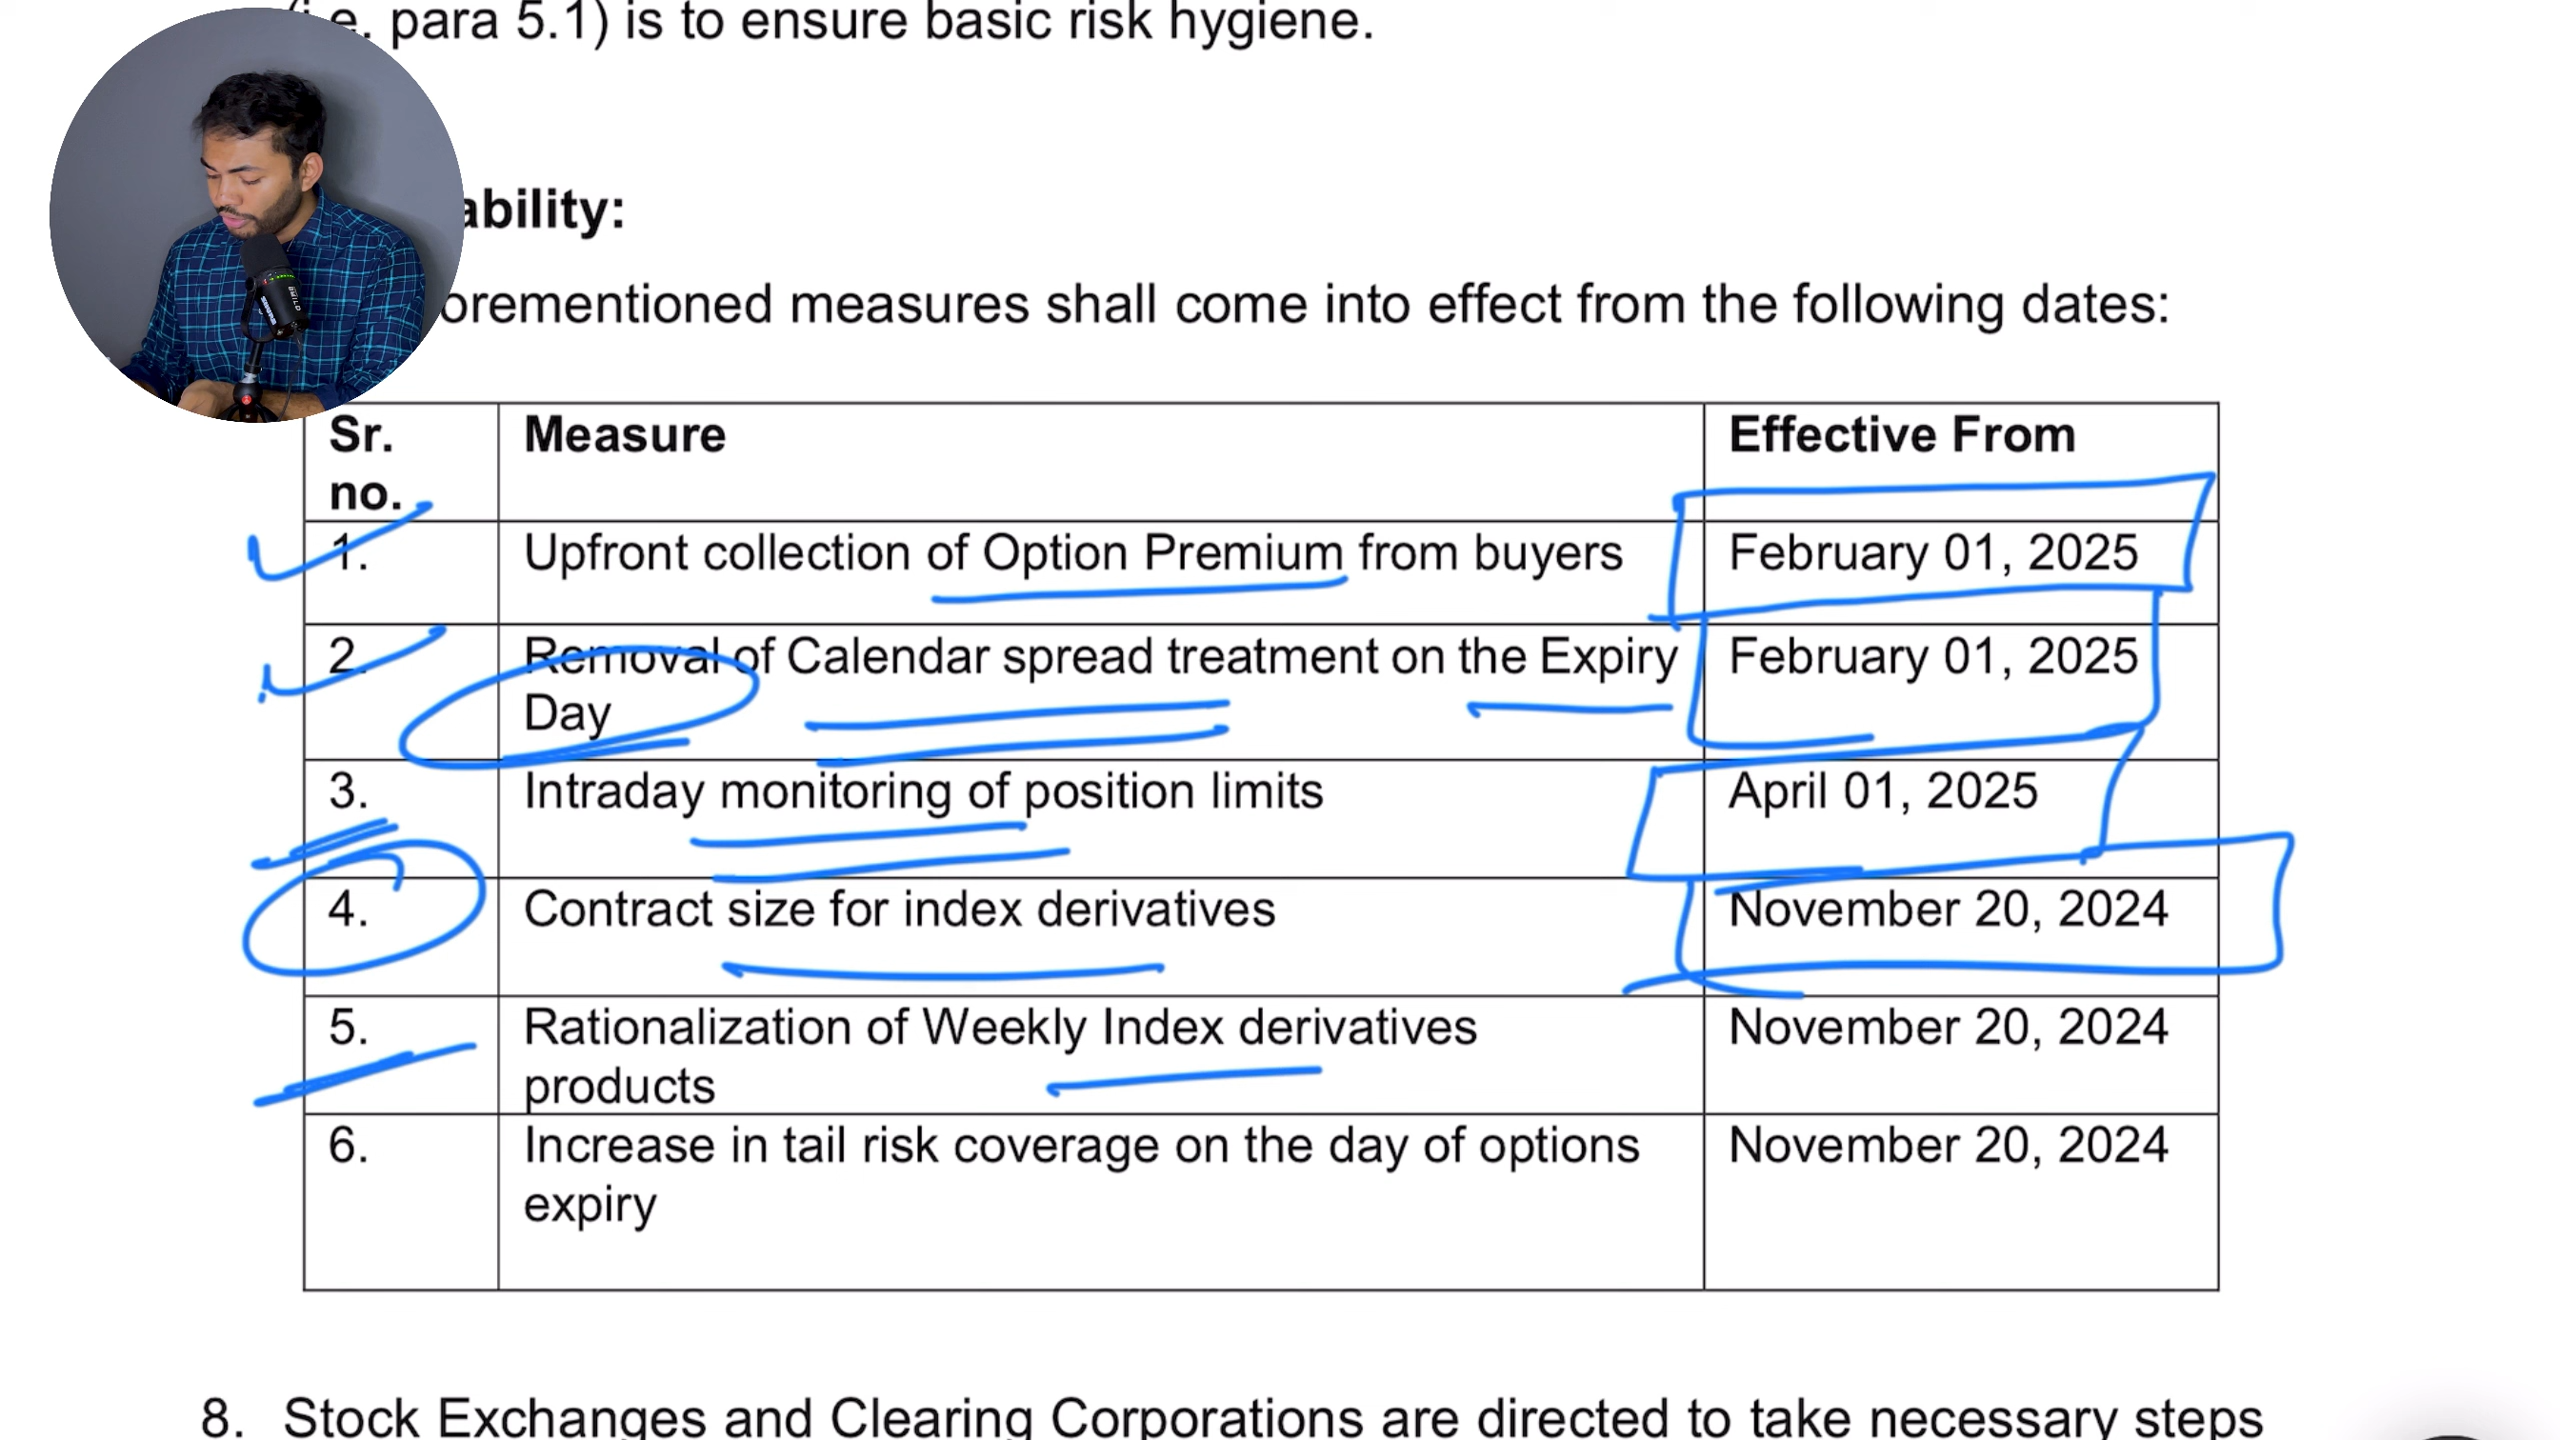 para 5.1) is to ensure basic risk hygiene.
ability:
orementioned measures shall come into effect from the following dates:
Sr. no. Measure Effective From
1. Upfront collection of Option Premium from buyers February 01, 2025
2. Removal of Calendar spread treatment on the Expiry Day February 01, 2025
3. Intraday monitoring of position limits April 01, 2025
4. Contract size for index derivatives November 20, 2024
5. Rationalization of Weekly Index derivatives products November 20, 2024
6. Increase in tail risk coverage on the day of options expiry November 20, 2024
8. Stock Exchanges and Clearing Corporations are directed to take necessary steps